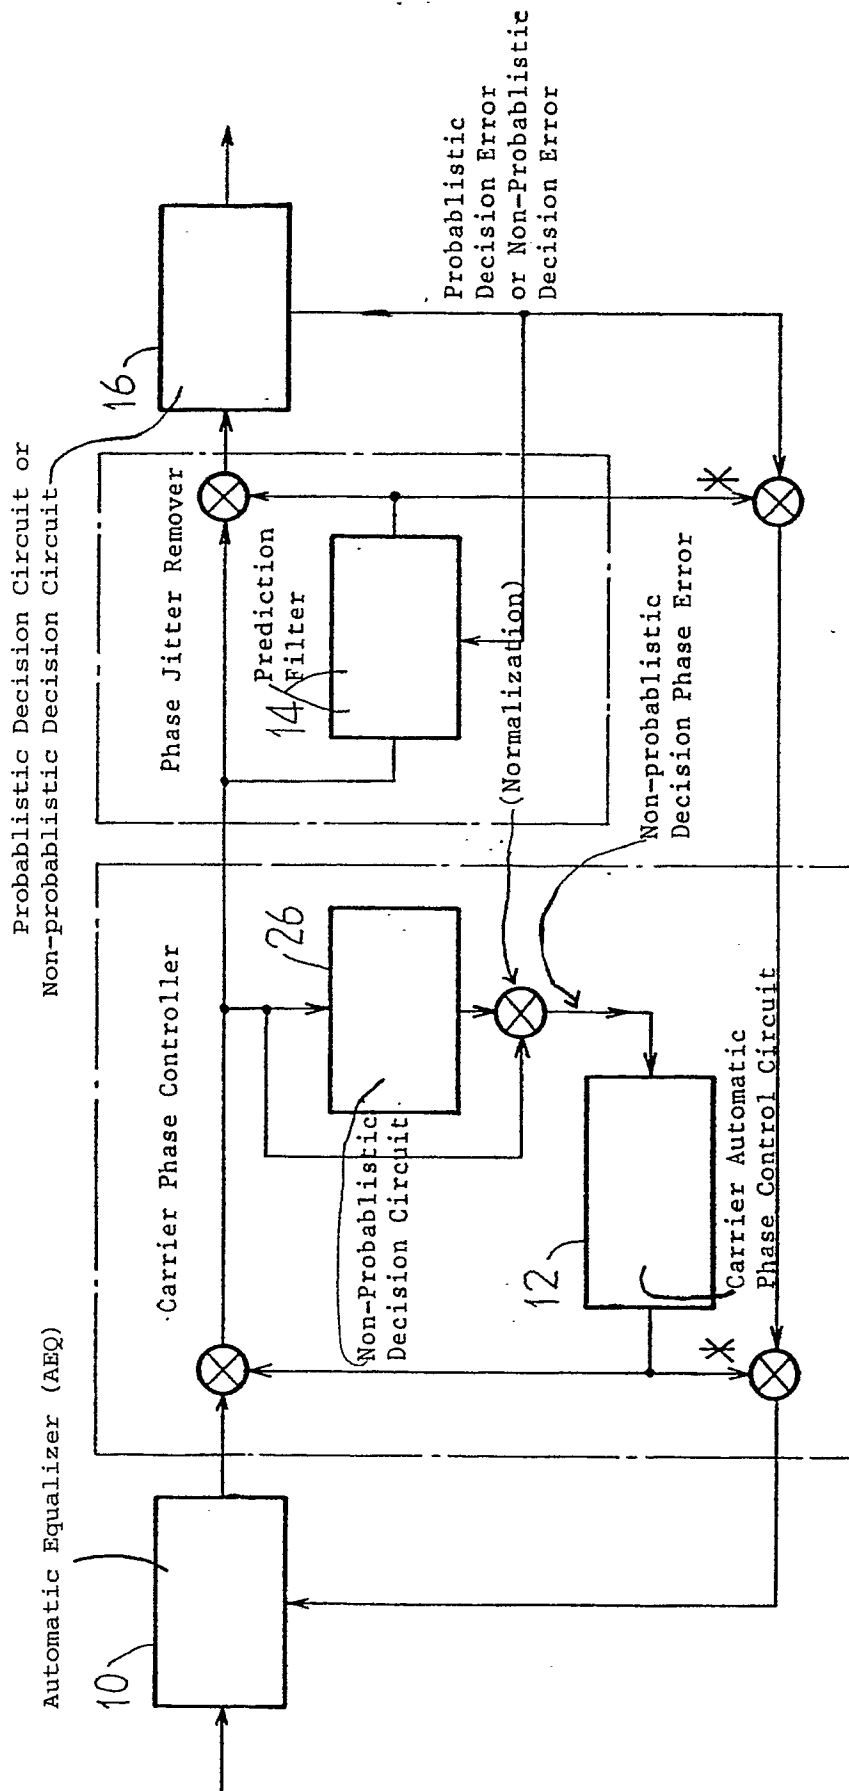 Automatic Equalizer (AEQ)
10
Carrier Phase Controller
Non-Probablistic
Decision Circuit
26
12
Carrier Automatic
Phase Control Circuit
(Normalization)
Non-probablistic
Decision Phase Error
Phase Jitter Remover
14
Prediction
Filter
Probablistic Decision Circuit or
Non-probablistic Decision Circuit
16
Probablistic
Decision Error
or Non-Probablistic
Decision Error
*
*